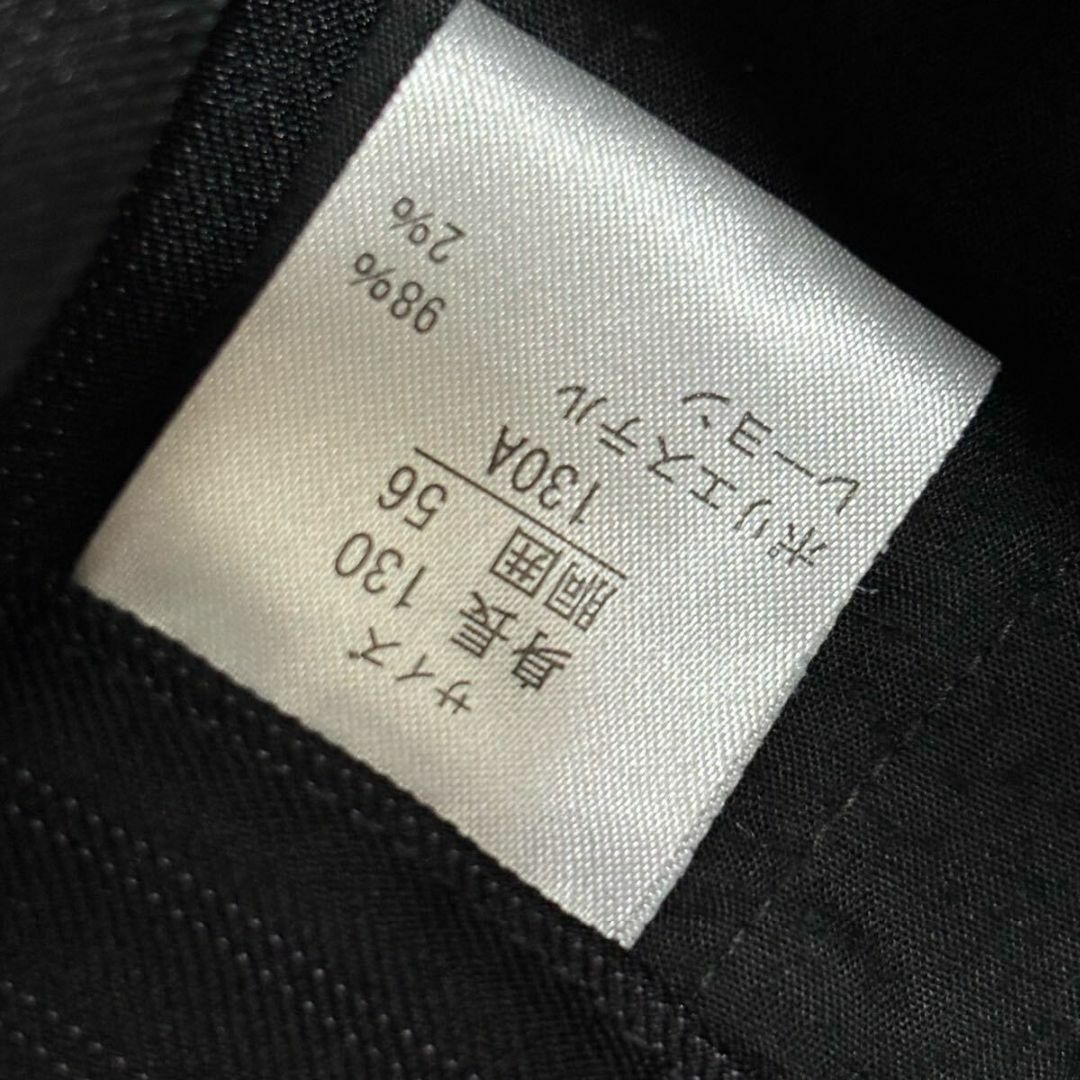 サイズ
身長 130
胴囲 56
130A
ポリエステル 98%
レーヨン 2%